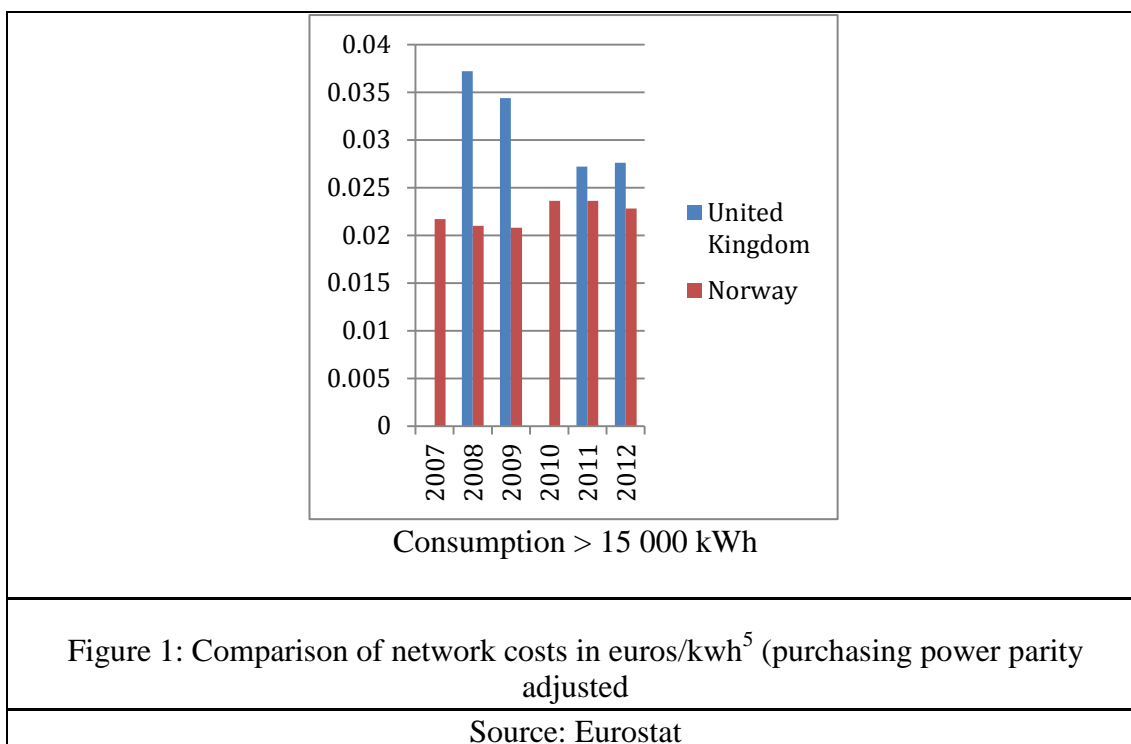 0.04
0.035
0.03
0.025
0.02
0.015
0.01
0.005
0
2007
2008
2009
2010
2011
2012
United
Kingdom
Norway
Consumption > 15 000 kWh
Figure 1: Comparison of network costs in euros/kwh⁵ (purchasing power parity
adjusted
Source: Eurostat